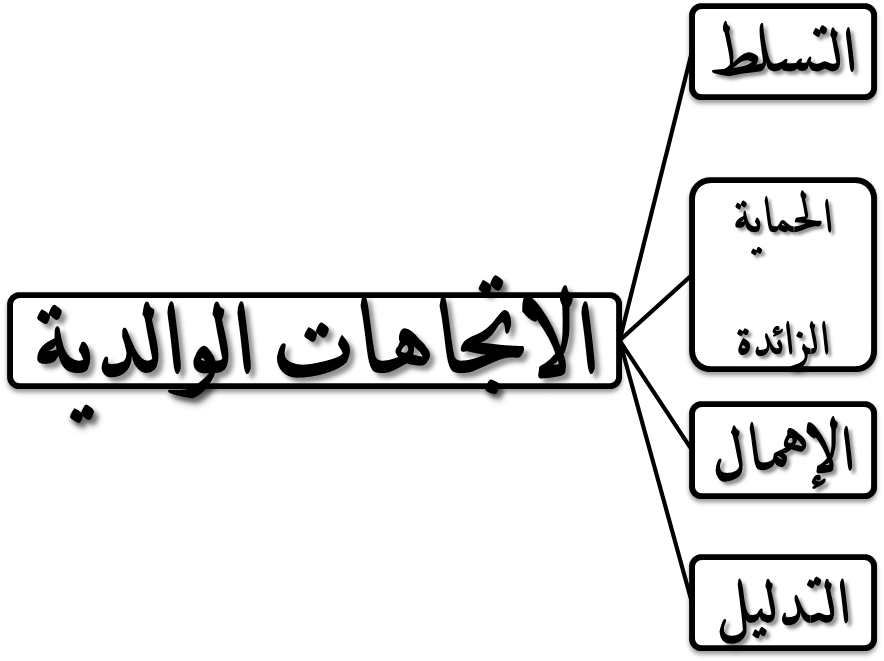 التسلط
الحماية
الزائدة
الاتجاهات الوالدية
الإهمال
التدليل